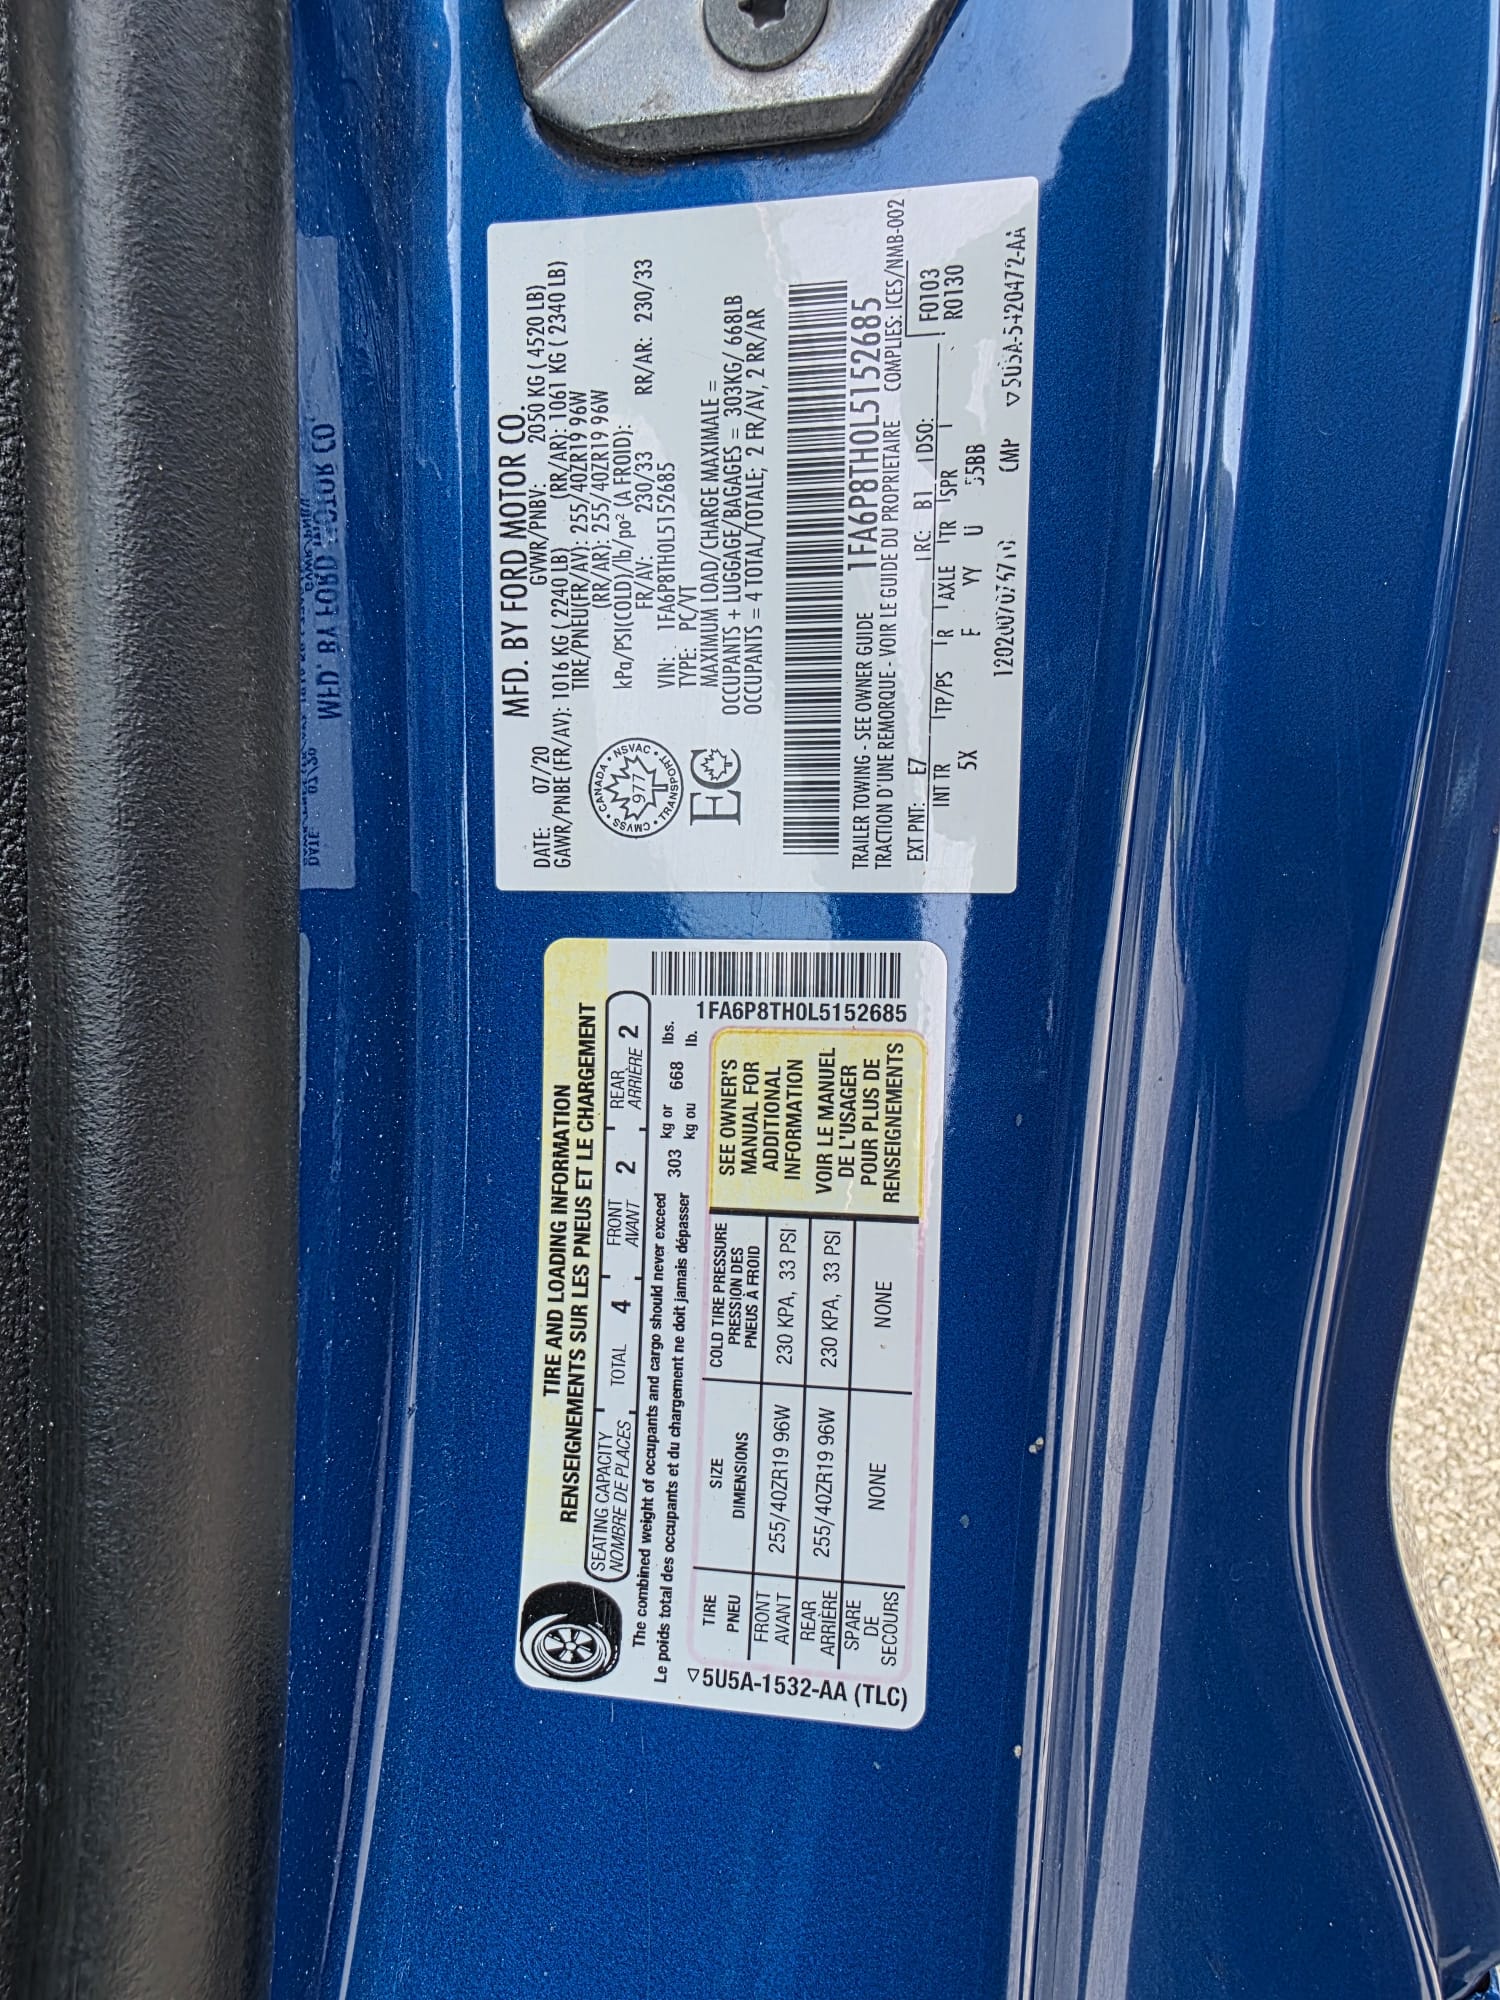 MFD. BY FORD MOTOR CO.
DATE: 07/20 GVWR/PNBV: 2050 KG ( 4520 LB)
GAWR/PNBE (FR/AV): 1016 KG ( 2240 LB) (RR/AR): 1061 KG ( 2340 LB)
TIRE/PNEU(FR/AV): 255/40ZR19 96W
(RR/AR): 255/40ZR19 96W
kPa/PSI(COLD)/lb/po² (A FROID):
FR/AV: 230/33 RR/AR: 230/33
VIN: 1FA6P8TH0L5152685
TYPE: PC/VT
MAXIMUM LOAD/CHARGE MAXIMALE =
OCCUPANTS + LUGGAGE/BAGAGES = 303KG/ 668LB
OCCUPANTS = 4 TOTAL/TOTALE; 2 FR/AV, 2 RR/AR
CMVSS • CANADA • NSVAC • TRANSPORT •
977
EC
1FA6P8TH0L5152685
TRAILER TOWING - SEE OWNER GUIDE
TRACTION D'UNE REMORQUE - VOIR LE GUIDE DU PROPRIETAIRE COMPLIES: ICES/NMB-002
EXT PNT: E7 RC: B1 DSO: F0103
INT TR TP/PS R AXLE TR SPR R0130
5X F YY U 55BB
CMP ▽5U5A-5420472-AA
TIRE AND LOADING INFORMATION
RENSEIGNEMENTS SUR LES PNEUS ET LE CHARGEMENT
SEATING CAPACITY TOTAL 4 FRONT 2 REAR 2
NOMBRE DE PLACES AVANT ARRIÈRE
The combined weight of occupants and cargo should never exceed 303 kg or 668 lbs.
Le poids total des occupants et du chargement ne doit jamais dépasser kg ou lb.
1FA6P8TH0L5152685
TIRE SIZE COLD TIRE PRESSURE
PNEU DIMENSIONS PRESSION DES PNEUS À FROID
FRONT AVANT 255/40ZR19 96W 230 KPA, 33 PSI
REAR ARRIÈRE 255/40ZR19 96W 230 KPA, 33 PSI
SPARE DE SECOURS NONE NONE
SEE OWNER'S
MANUAL FOR
ADDITIONAL
INFORMATION
VOIR LE MANUEL
DE L'USAGER
POUR PLUS DE
RENSEIGNEMENTS
▽5U5A-1532-AA (TLC)